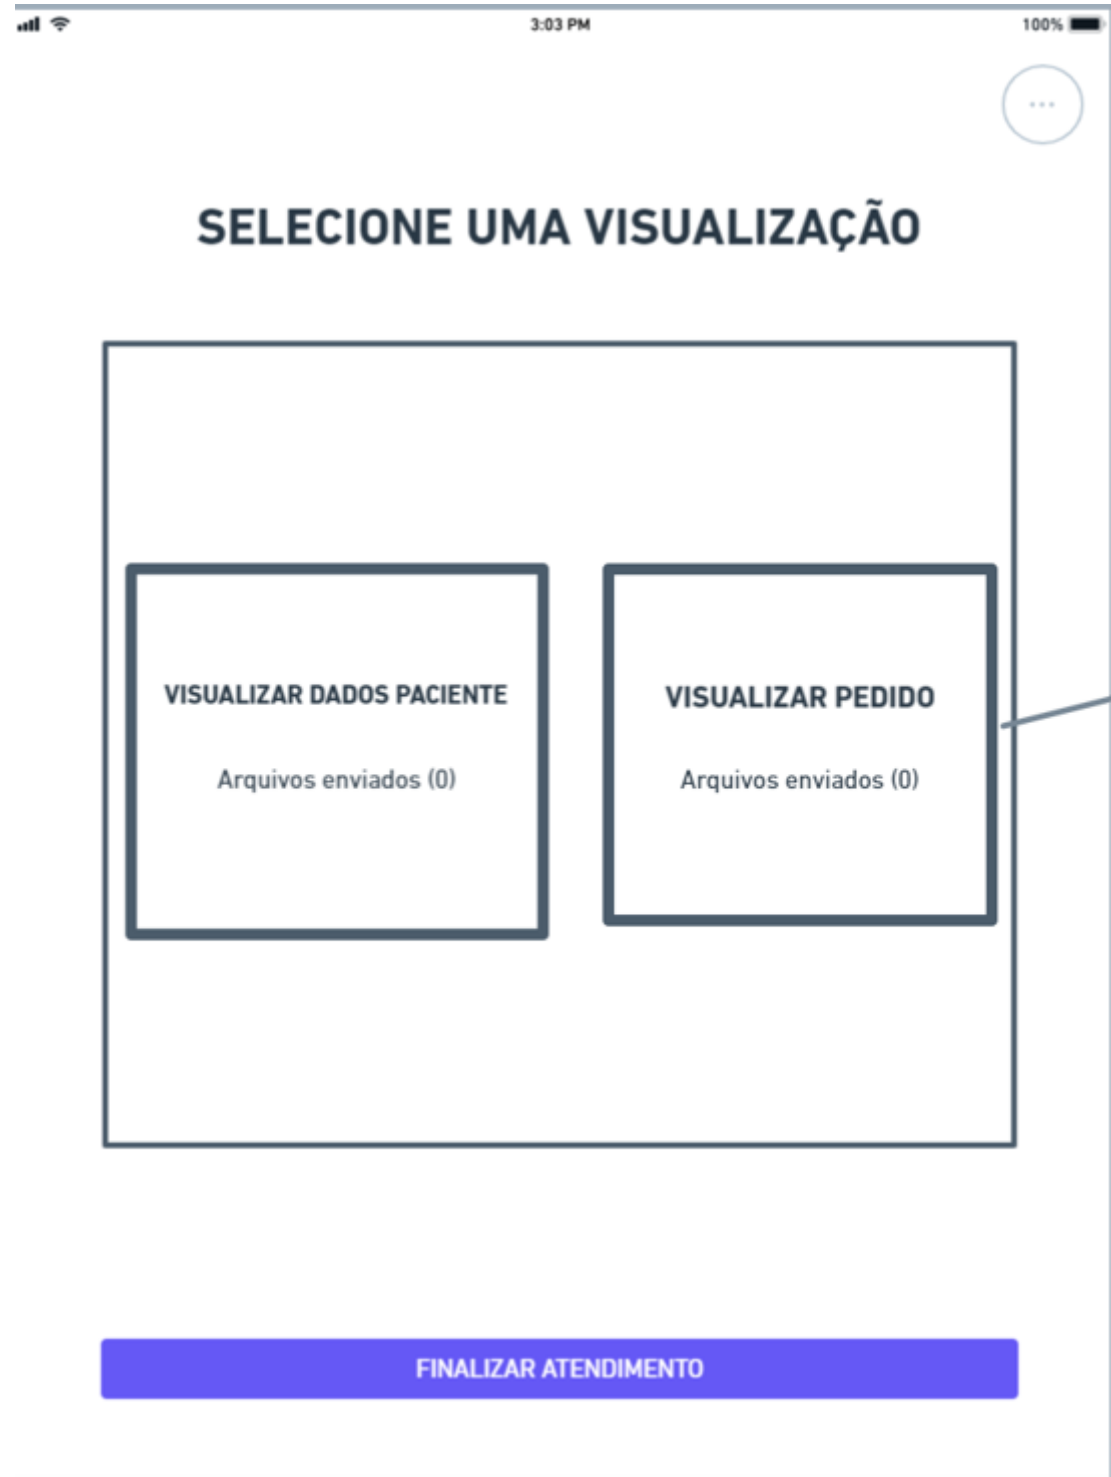 3:03 PM
100%
SELECIONE UMA VISUALIZAÇÃO
VISUALIZAR DADOS PACIENTE
Arquivos enviados (0)
VISUALIZAR PEDIDO
Arquivos enviados (0)
FINALIZAR ATENDIMENTO